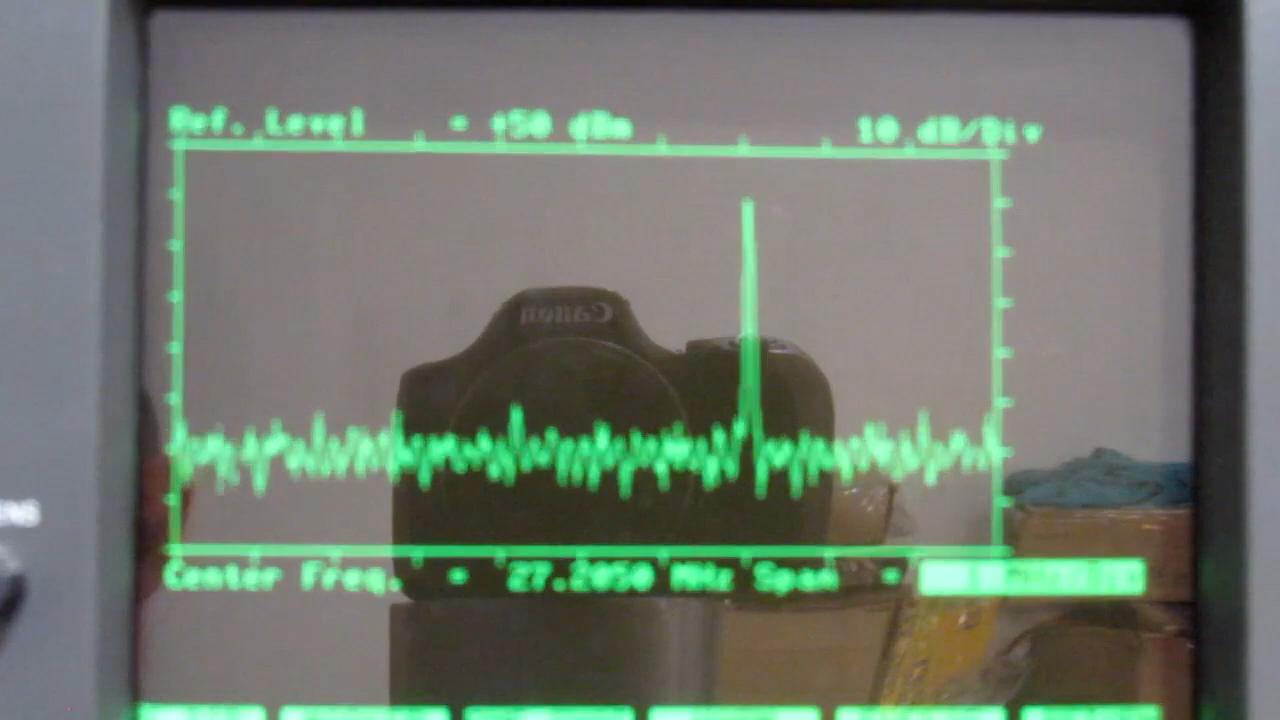 Ref. Level = +50 dBm 10 dB/Div
Canon
Center Freq. = 27.2050 MHz Span =